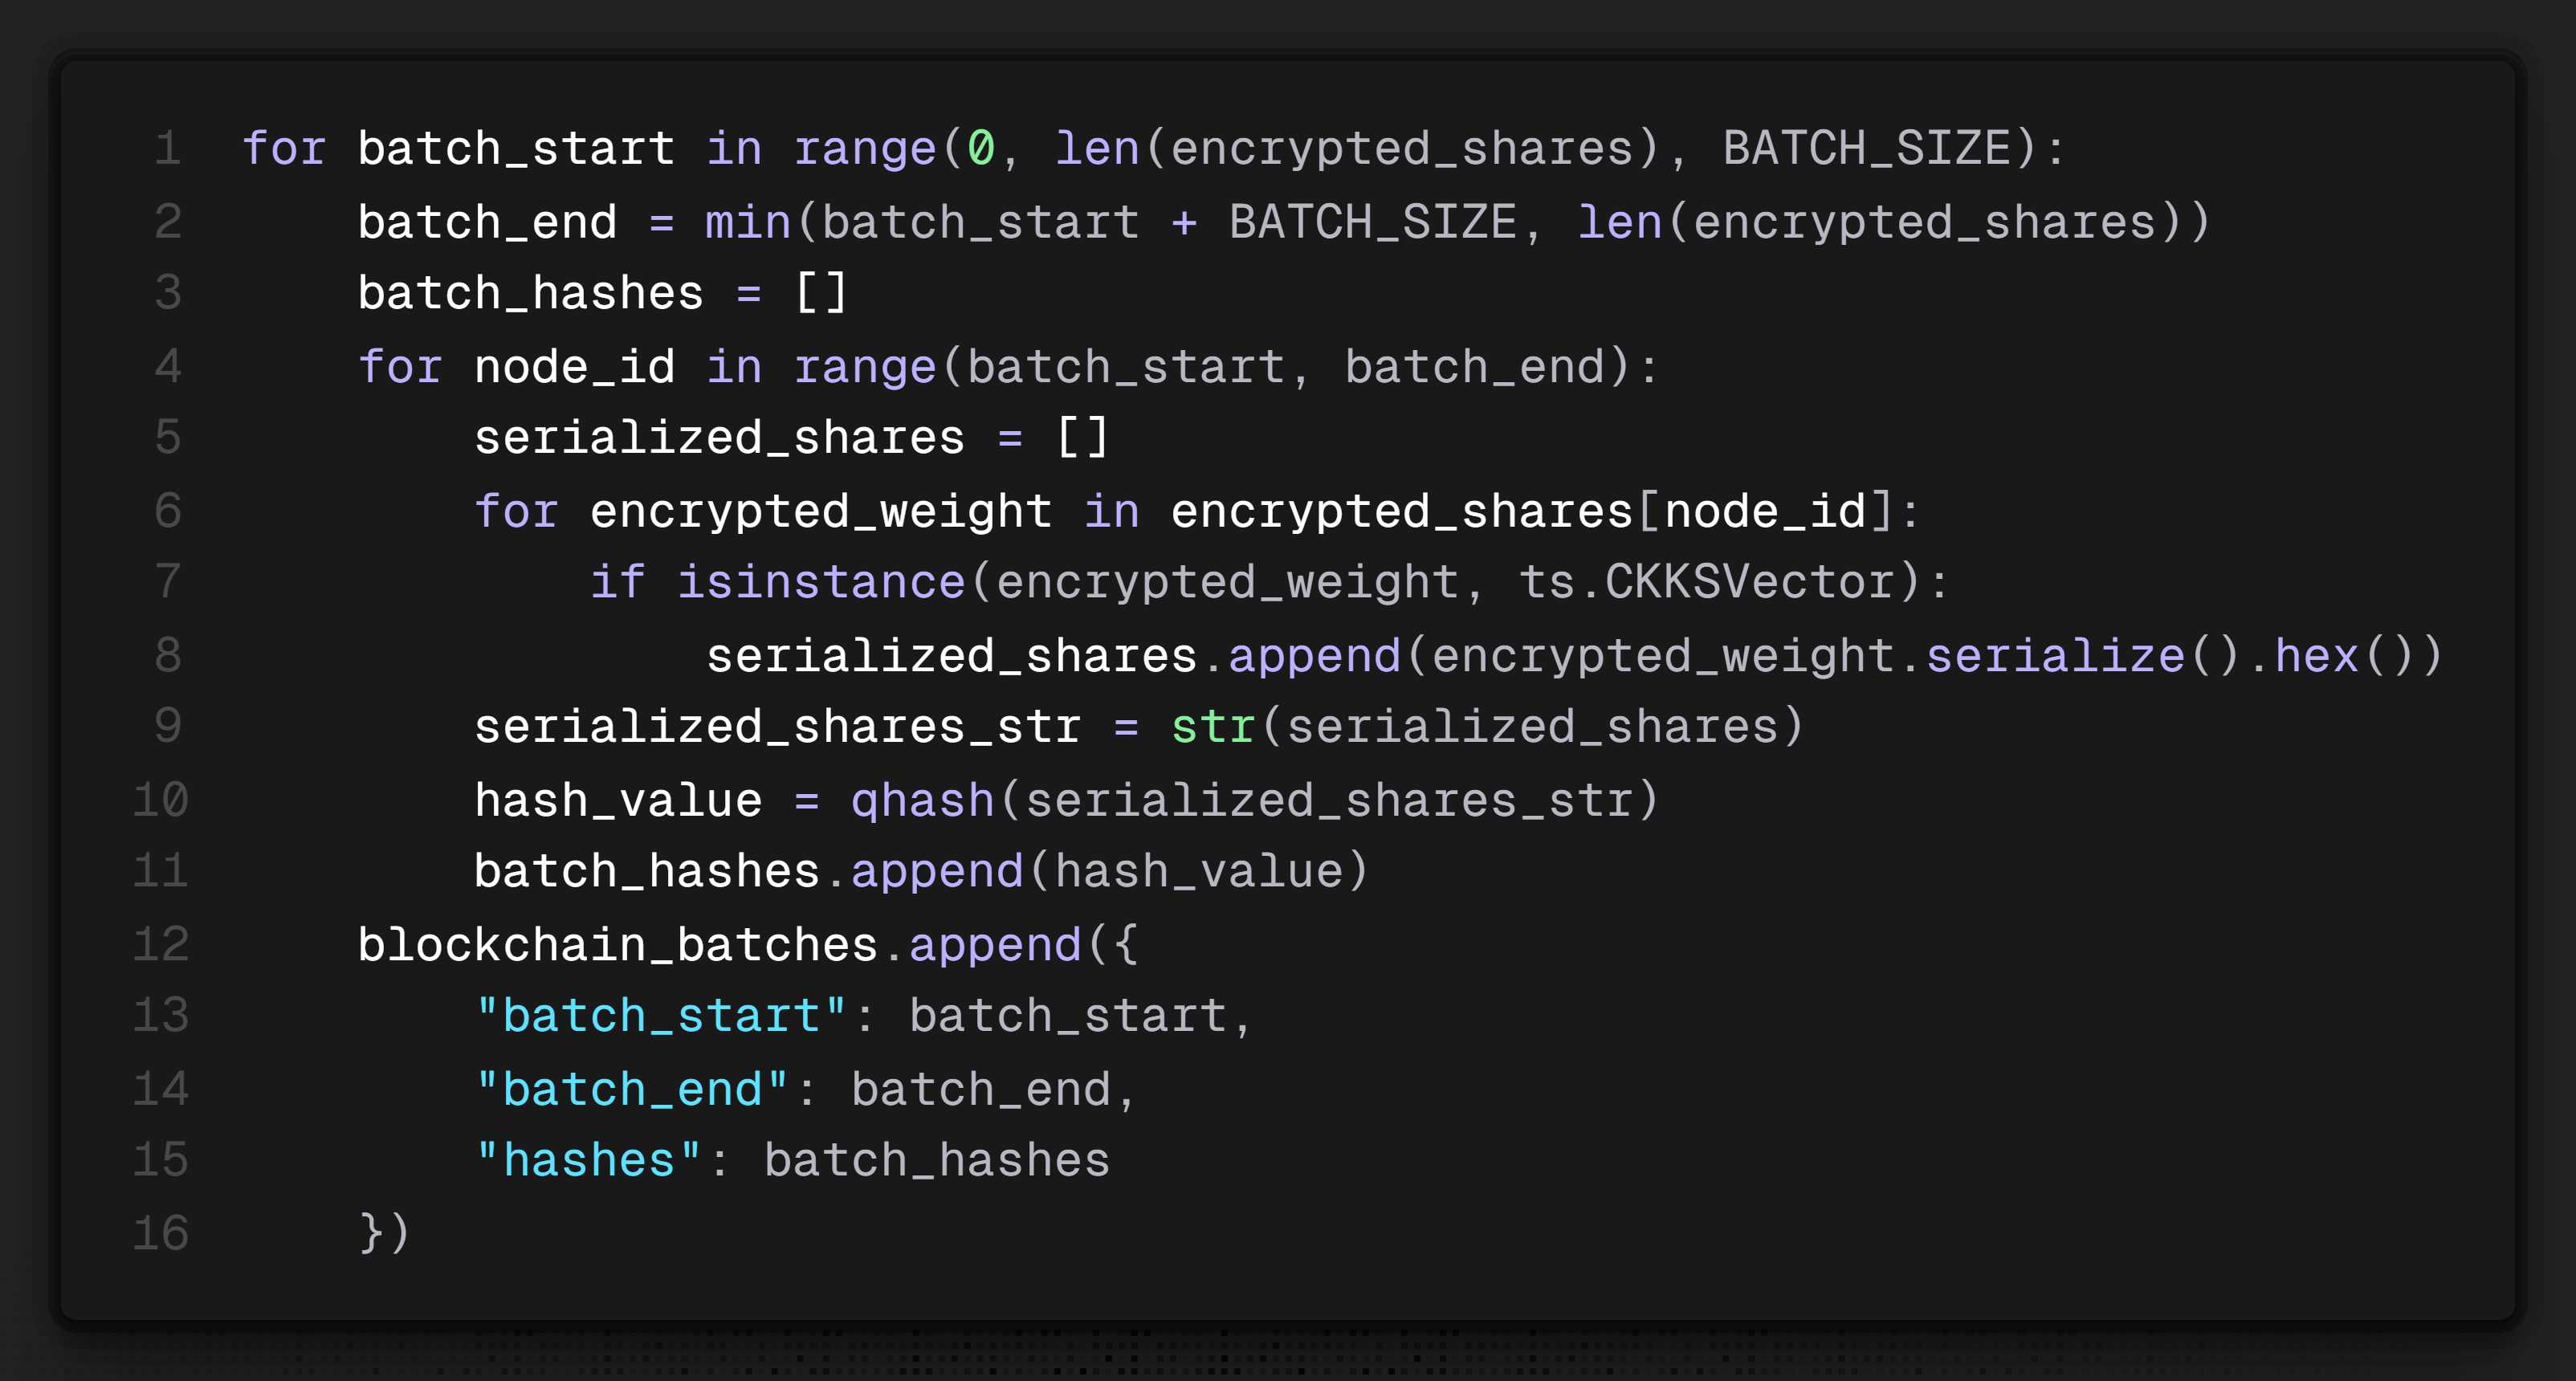 1 for batch_start in range(0, len(encrypted_shares), BATCH_SIZE):
2     batch_end = min(batch_start + BATCH_SIZE, len(encrypted_shares))
3     batch_hashes = []
4     for node_id in range(batch_start, batch_end):
5         serialized_shares = []
6         for encrypted_weight in encrypted_shares[node_id]:
7             if isinstance(encrypted_weight, ts.CKKSVector):
8                 serialized_shares.append(encrypted_weight.serialize().hex())
9         serialized_shares_str = str(serialized_shares)
10         hash_value = qhash(serialized_shares_str)
11         batch_hashes.append(hash_value)
12     blockchain_batches.append({
13         "batch_start": batch_start,
14         "batch_end": batch_end,
15         "hashes": batch_hashes
16     })